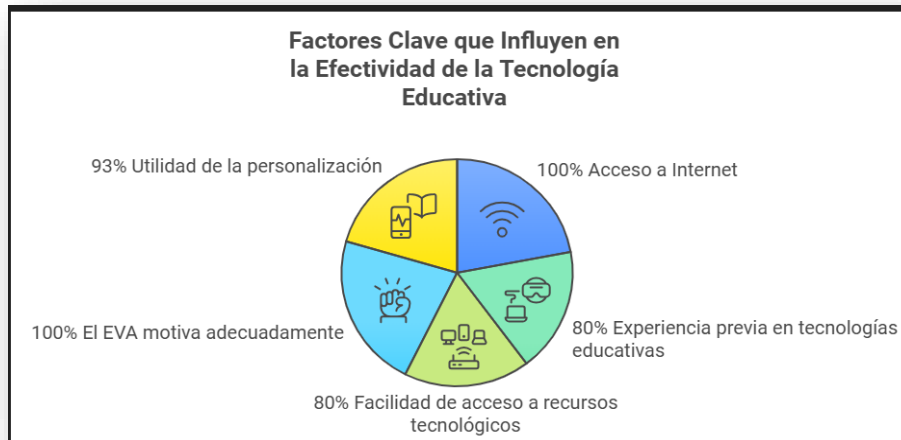 Factores Clave que Influyen en
la Efectividad de la Tecnología
Educativa
93% Utilidad de la personalización
100% Acceso a Internet
100% El EVA motiva adecuadamente
80% Experiencia previa en tecnologías
educativas
80% Facilidad de acceso a recursos
tecnológicos